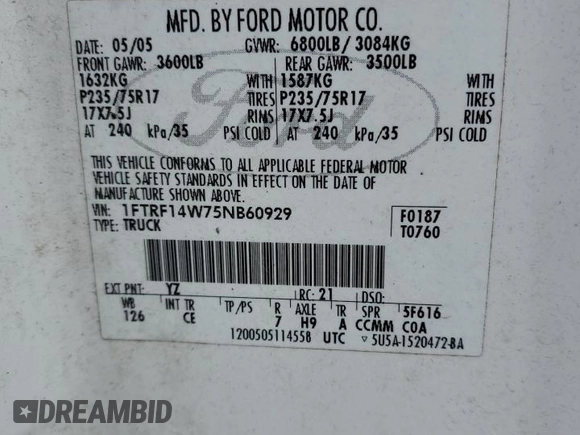 MFD. BY FORD MOTOR CO.
DATE: 05/05 GVWR: 6800LB/ 3084KG
FRONT GAWR: 3600LB REAR GAWR: 3500LB
1632KG WITH 1587KG WITH
P235/75R17 TIRES P235/75R17 TIRES
17X7.5J RIMS 17X7.5J RIMS
AT 240 kPa/35 PSI COLD AT 240 kPa/35 PSI COLD
THIS VEHICLE CONFORMS TO ALL APPLICABLE FEDERAL MOTOR
VEHICLE SAFETY STANDARDS IN EFFECT ON THE DATE OF
MANUFACTURE SHOWN ABOVE.
VIN: 1FTRF14W75NB60929 F0187
TYPE: TRUCK T0760
EXT PNT: YZ RC: 21 DSO:
WB INT TR TP/PS R AXLE TR SPR 5F616
126 CE 7 H9 A CCMM COA
12005051145​58 UTC ▿ 5U5A-1520472-BA
Ford
DREAMBID